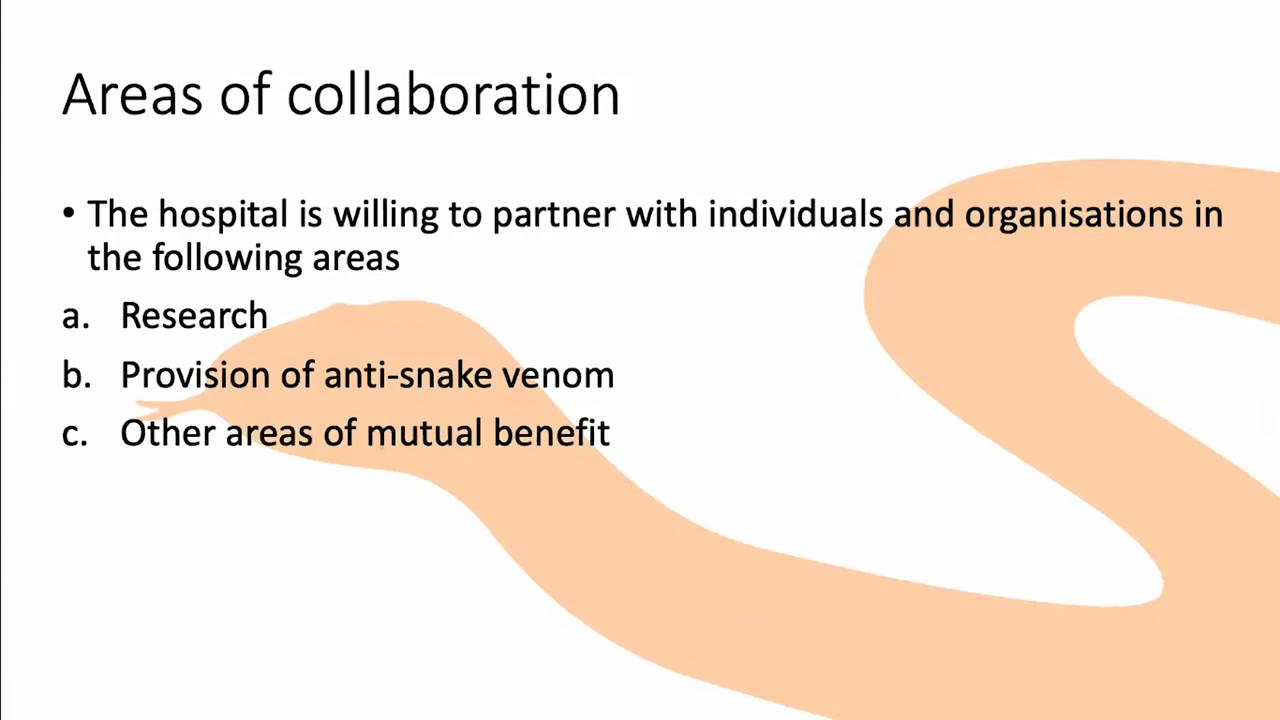 Areas of collaboration
• The hospital is willing to partner with individuals and organisations in
the following areas
a. Research
b. Provision of anti-snake venom
c. Other areas of mutual benefit